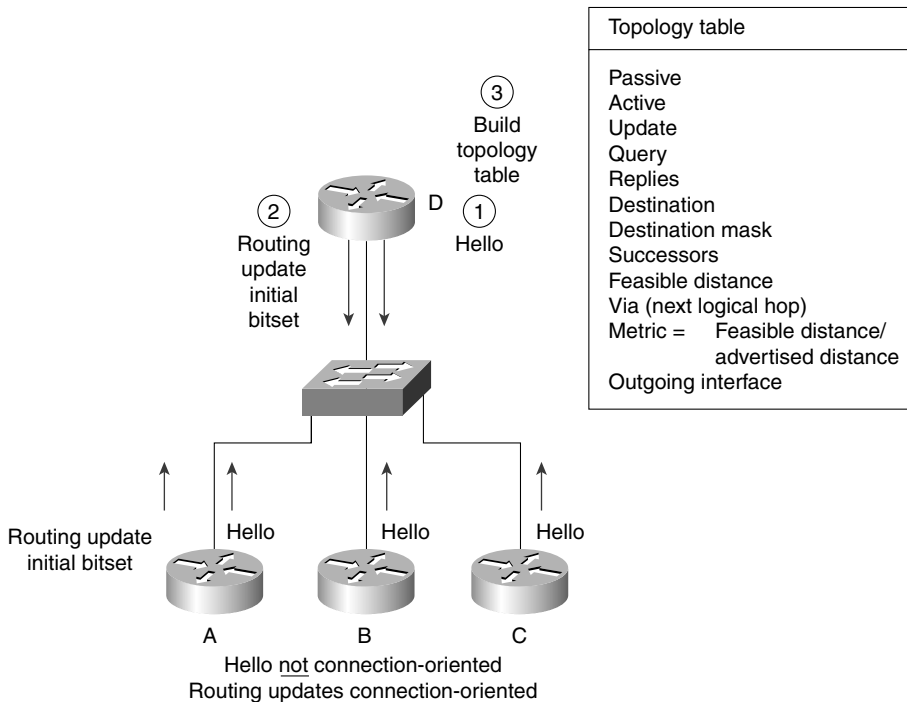 Topology table
Passive
Active
Update
Query
Replies
Destination
Destination mask
Successors
Feasible distance
Via (next logical hop)
Metric = Feasible distance/
advertised distance
Outgoing interface
3
Build
topology
table
2
Routing
update
initial
bitset
D
1
Hello
Routing update
initial bitset
Hello
Hello
Hello
A
B
C
Hello not connection-oriented
Routing updates connection-oriented